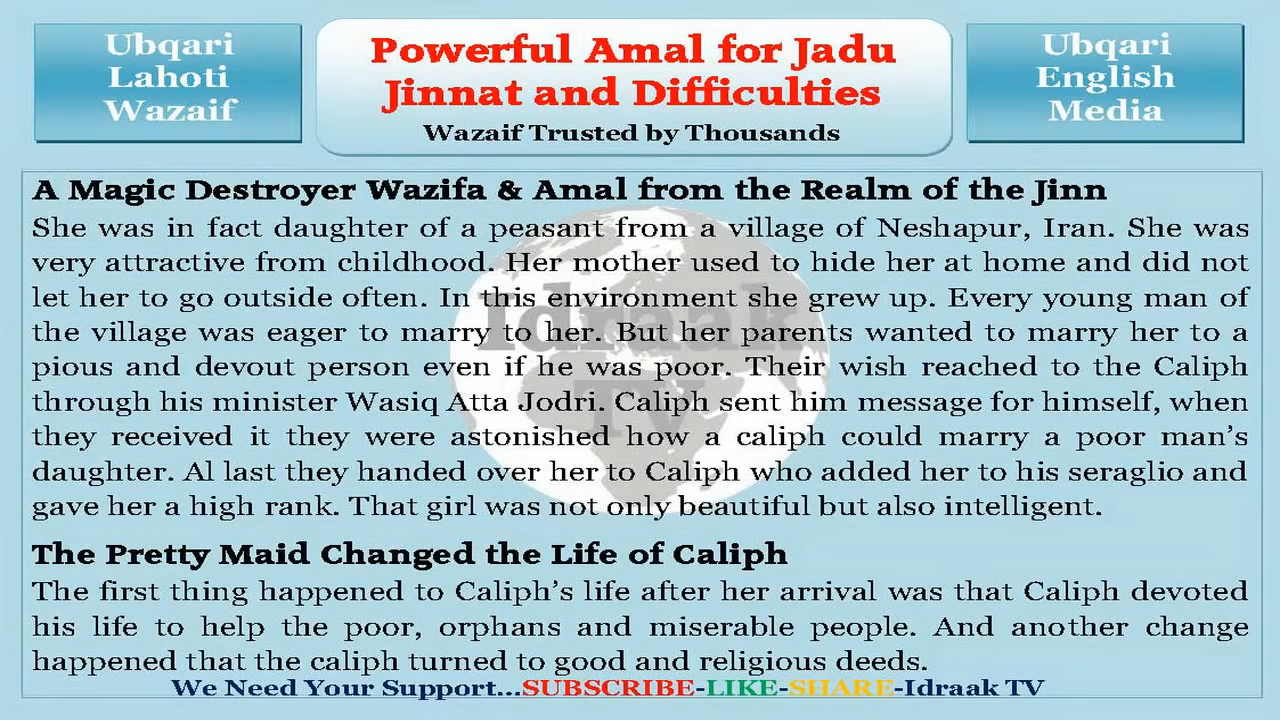 Ubqari
Lahoti
Wazaif
Powerful Amal for Jadu
Jinnat and Difficulties
Wazaif Trusted by Thousands
Ubqari
English
Media
A Magic Destroyer Wazifa & Amal from the Realm of the Jinn
She was in fact daughter of a peasant from a village of Neshapur, Iran. She was
very attractive from childhood. Her mother used to hide her at home and did not
let her to go outside often. In this environment she grew up. Every young man of
the village was eager to marry to her. But her parents wanted to marry her to a
pious and devout person even if he was poor. Their wish reached to the Caliph
through his minister Wasiq Atta Jodri. Caliph sent him message for himself, when
they received it they were astonished how a caliph could marry a poor man’s
daughter. Al last they handed over her to Caliph who added her to his seraglio and
gave her a high rank. That girl was not only beautiful but also intelligent.
The Pretty Maid Changed the Life of Caliph
The first thing happened to Caliph’s life after her arrival was that Caliph devoted
his life to help the poor, orphans and miserable people. And another change
happened that the caliph turned to good and religious deeds.
We Need Your Support...SUBSCRIBE-LIKE-SHARE-Idraak TV
Idraak
TV